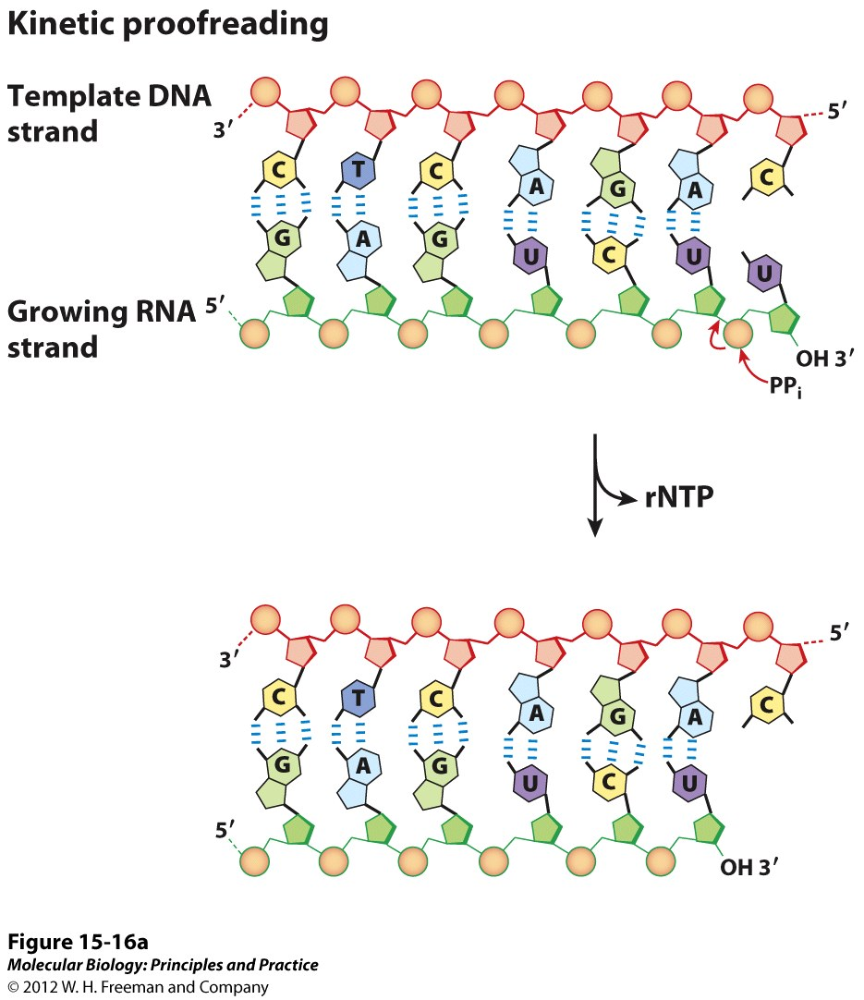 Kinetic proofreading
Template DNA
strand
3′
5′
C T C A G A C
G A G U C U U
Growing RNA
strand
5′
OH 3′
PPi
rNTP
3′
5′
C T C A G A C
G A G U C U
5′
OH 3′
Figure 15-16a
Molecular Biology: Principles and Practice
© 2012 W. H. Freeman and Company